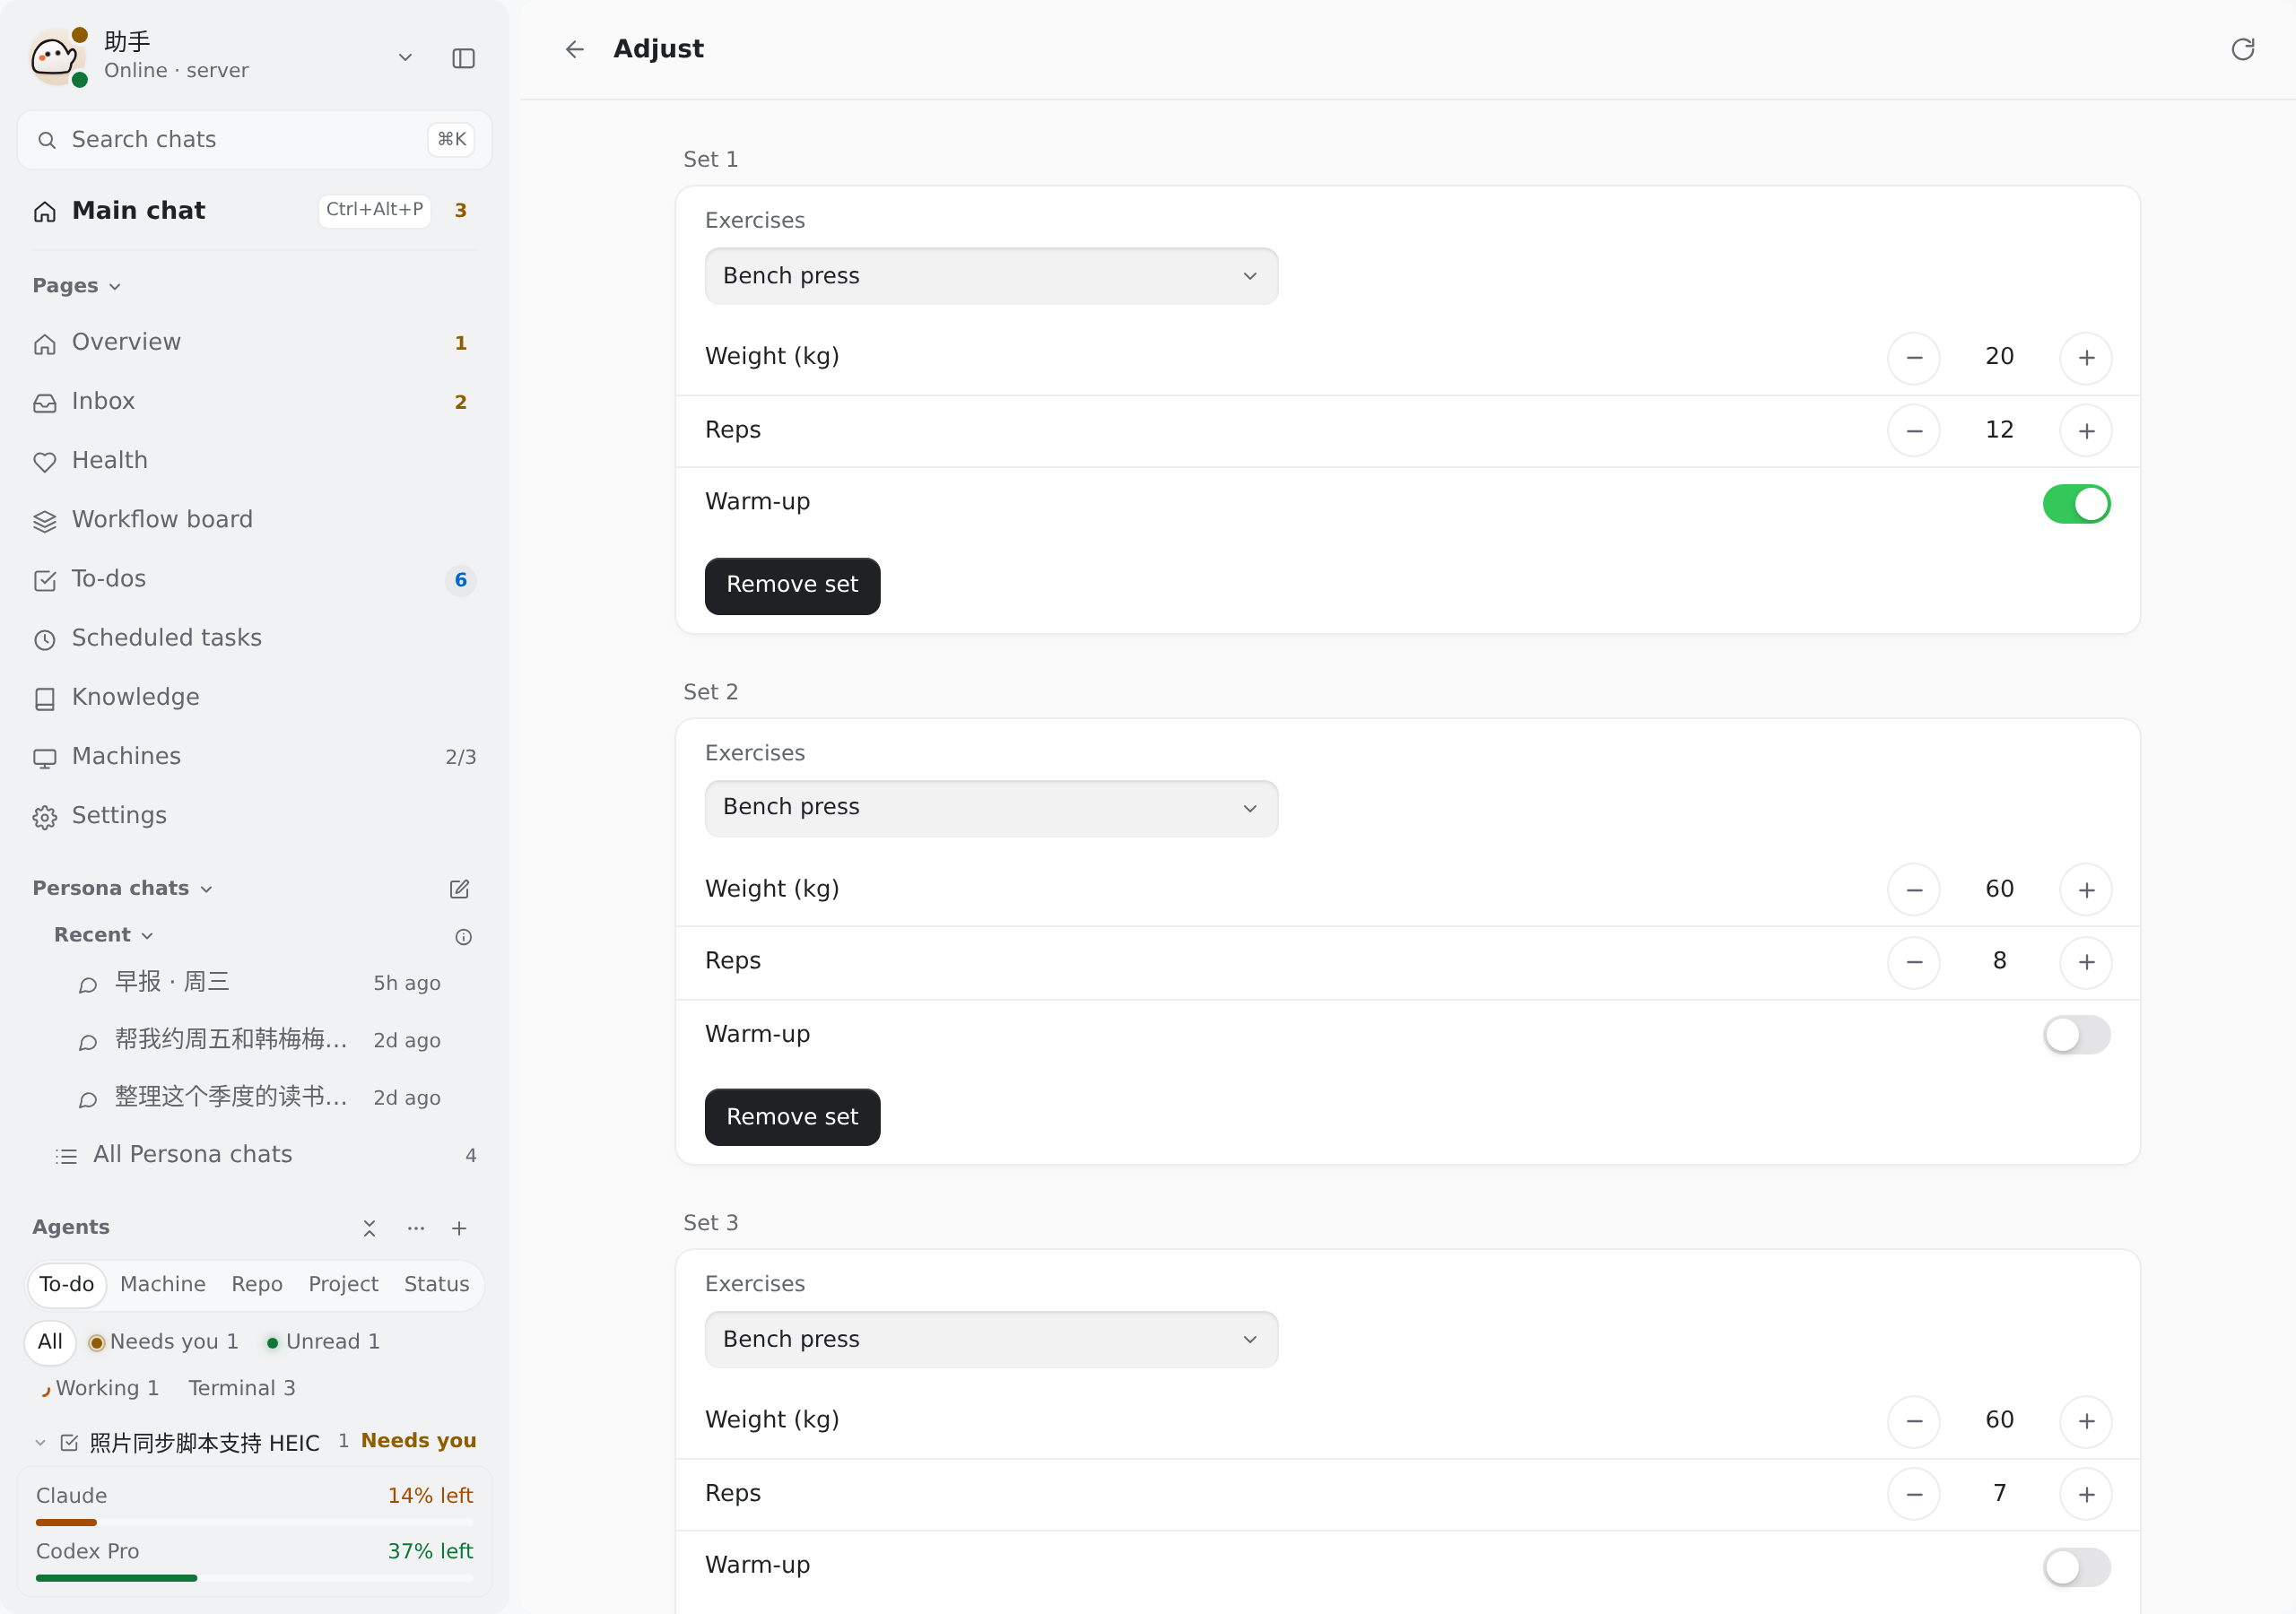 助手
Online · server
Search chats ⌘K
Main chat Ctrl+Alt+P 3
Pages
Overview 1
Inbox 2
Health
Workflow board
To-dos 6
Scheduled tasks
Knowledge
Machines 2/3
Settings
Persona chats
Recent
早报 · 周三 5h ago
帮我约周五和韩梅梅… 2d ago
整理这个季度的读书… 2d ago
All Persona chats 4
Agents
To-do Machine Repo Project Status
All Needs you 1 Unread 1
Working 1 Terminal 3
照片同步脚本支持 HEIC 1 Needs you
Claude 14% left
Codex Pro 37% left
Adjust
Set 1
Exercises
Bench press
Weight (kg) 20
Reps 12
Warm-up
Remove set
Set 2
Exercises
Bench press
Weight (kg) 60
Reps 8
Warm-up
Remove set
Set 3
Exercises
Bench press
Weight (kg) 60
Reps 7
Warm-up